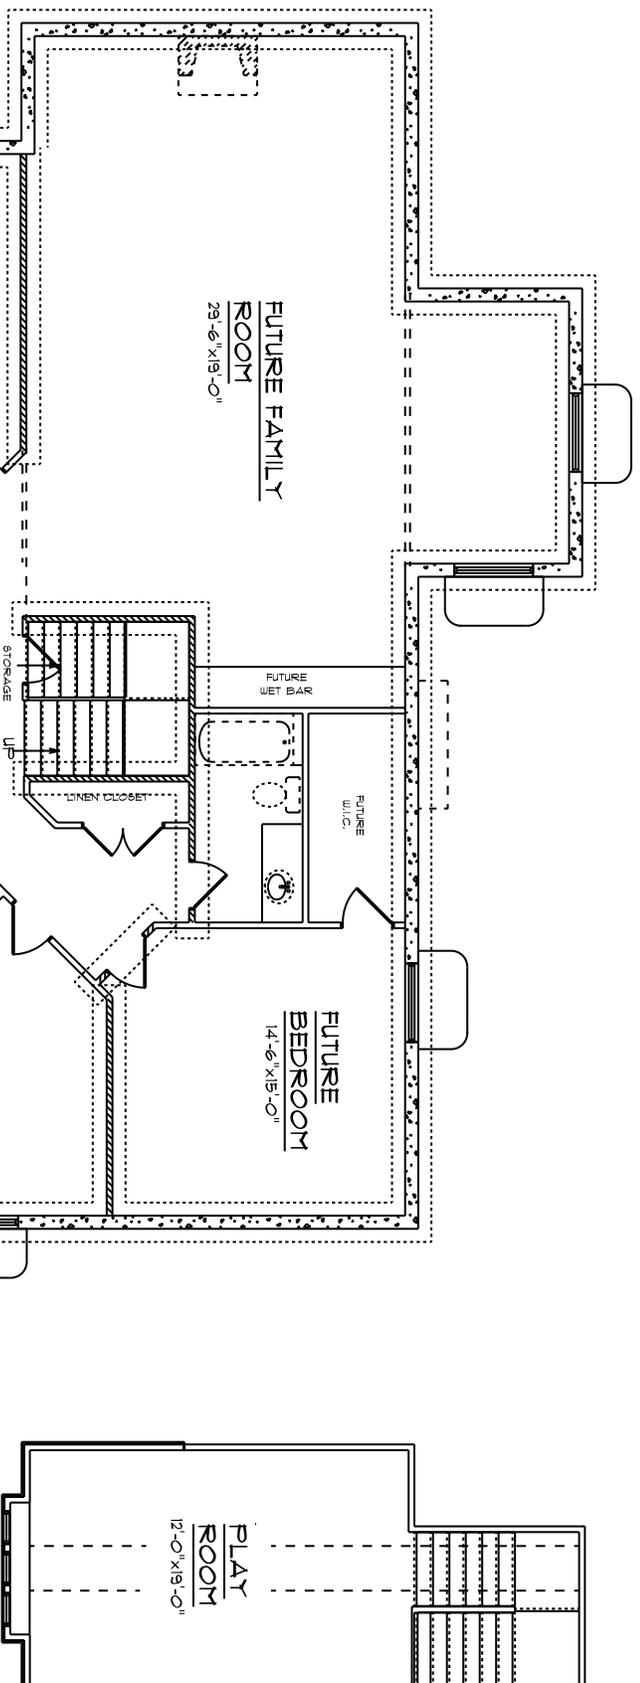 FUTURE FAMILY
ROOM
29'-6"x19'-0"
STORAGE
UP
FUTURE
WET BAR
LINEN CLOSET
FUTURE
W.I.C.
FUTURE
BEDROOM
14'-6"x15'-0"
PLAY
ROOM
12'-0"x19'-0"